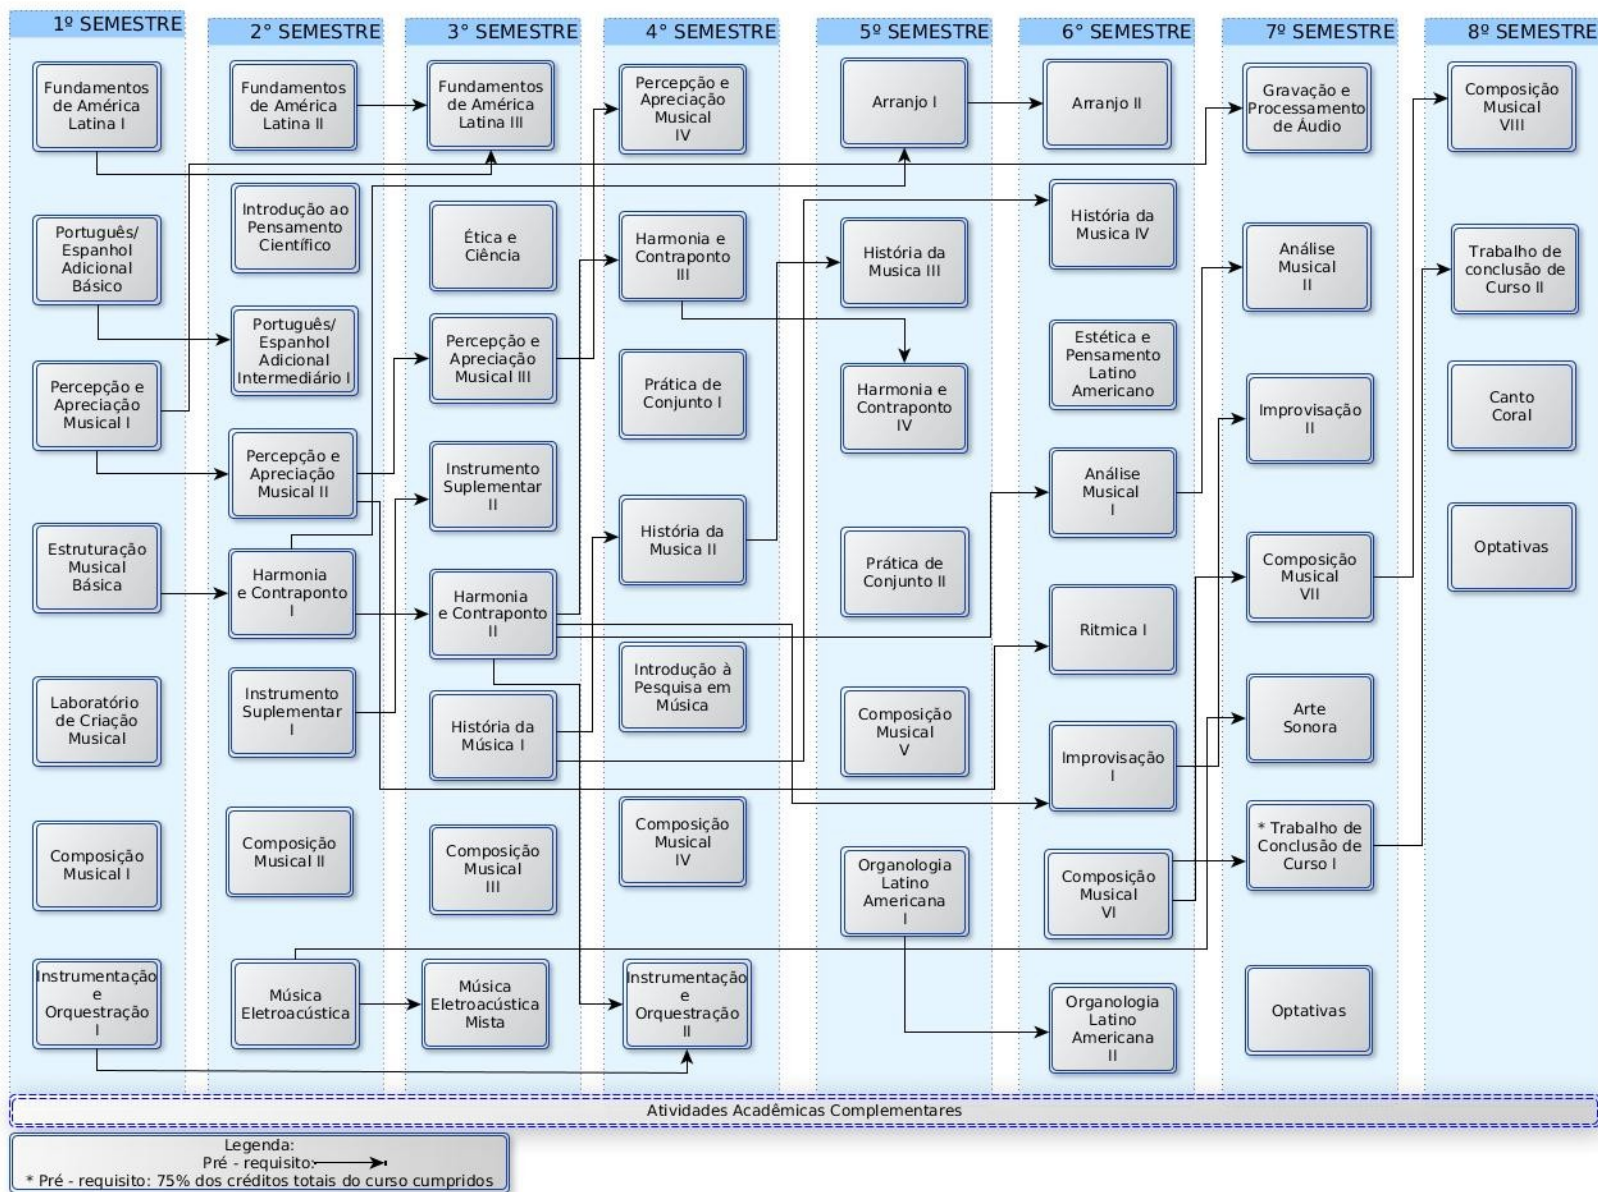 1º SEMESTRE
Fundamentos
de América
Latina I
Português/
Espanhol
Adicional
Básico
Percepção e
Apreciação
Musical I
Estruturação
Musical
Básica
Laboratório
de Criação
Musical
Composição
Musical I
Instrumentação
e
Orquestração
I
2° SEMESTRE
Fundamentos
de América
Latina II
Introdução ao
Pensamento
Científico
Português/
Espanhol
Adicional
Intermediário I
Percepção e
Apreciação
Musical II
Harmonia
e Contraponto
I
Instrumento
Suplementar
I
Composição
Musical II
Música
Eletroacústica
3° SEMESTRE
Fundamentos
de América
Latina III
Ética e
Ciência
Percepção e
Apreciação
Musical III
Instrumento
Suplementar
II
Harmonia
e Contraponto
II
História da
Música I
Composição
Musical
III
Música
Eletroacústica
Mista
4° SEMESTRE
Percepção e
Apreciação
Musical
IV
Harmonia e
Contraponto
III
Prática de
Conjunto I
História da
Musica II
Introdução à
Pesquisa em
Música
Composição
Musical
IV
Instrumentação
e
Orquestração
II
5º SEMESTRE
Arranjo I
História da
Musica III
Harmonia e
Contraponto
IV
Prática de
Conjunto II
Composição
Musical
V
Organologia
Latino
Americana
I
6° SEMESTRE
Arranjo II
História da
Musica IV
Estética e
Pensamento
Latino
Americano
Análise
Musical
I
Ritmica I
Improvisação
I
Composição
Musical
VI
Organologia
Latino
Americana
II
7º SEMESTRE
Gravação e
Processamento
de Áudio
Análise
Musical
II
Improvisação
II
Composição
Musical
VII
Arte
Sonora
* Trabalho de
Conclusão de
Curso I
Optativas
8º SEMESTRE
Composição
Musical
VIII
Trabalho de
conclusão de
Curso II
Canto
Coral
Optativas
Atividades Acadêmicas Complementares
Legenda:
Pré - requisito:
* Pré - requisito: 75% dos créditos totais do curso cumpridos